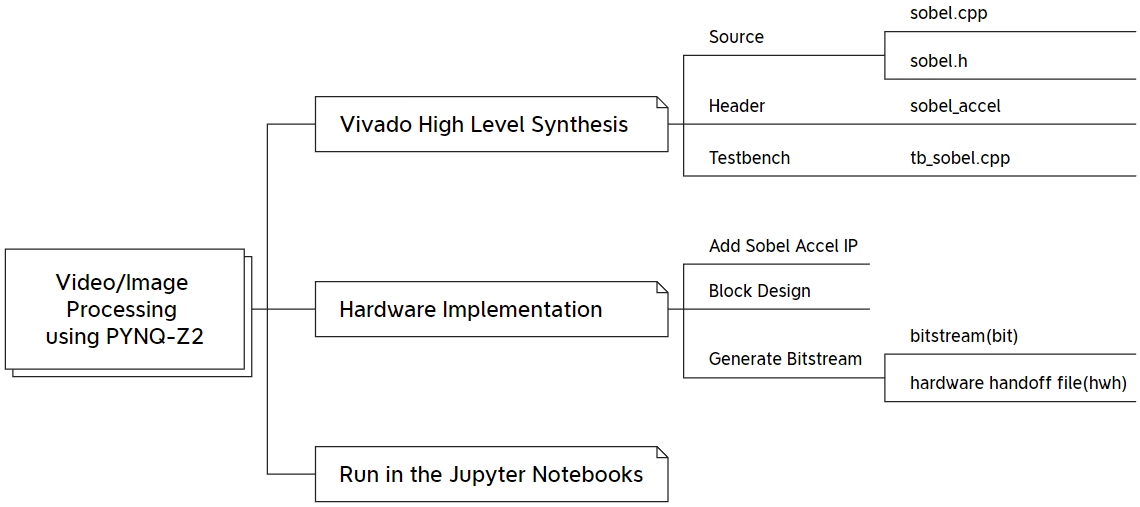 Video/Image
Processing
using PYNQ-Z2
Vivado High Level Synthesis
Source
sobel.cpp
sobel.h
Header
sobel_accel
Testbench
tb_sobel.cpp
Hardware Implementation
Add Sobel Accel IP
Block Design
Generate Bitstream
bitstream(bit)
hardware handoff file(hwh)
Run in the Jupyter Notebooks